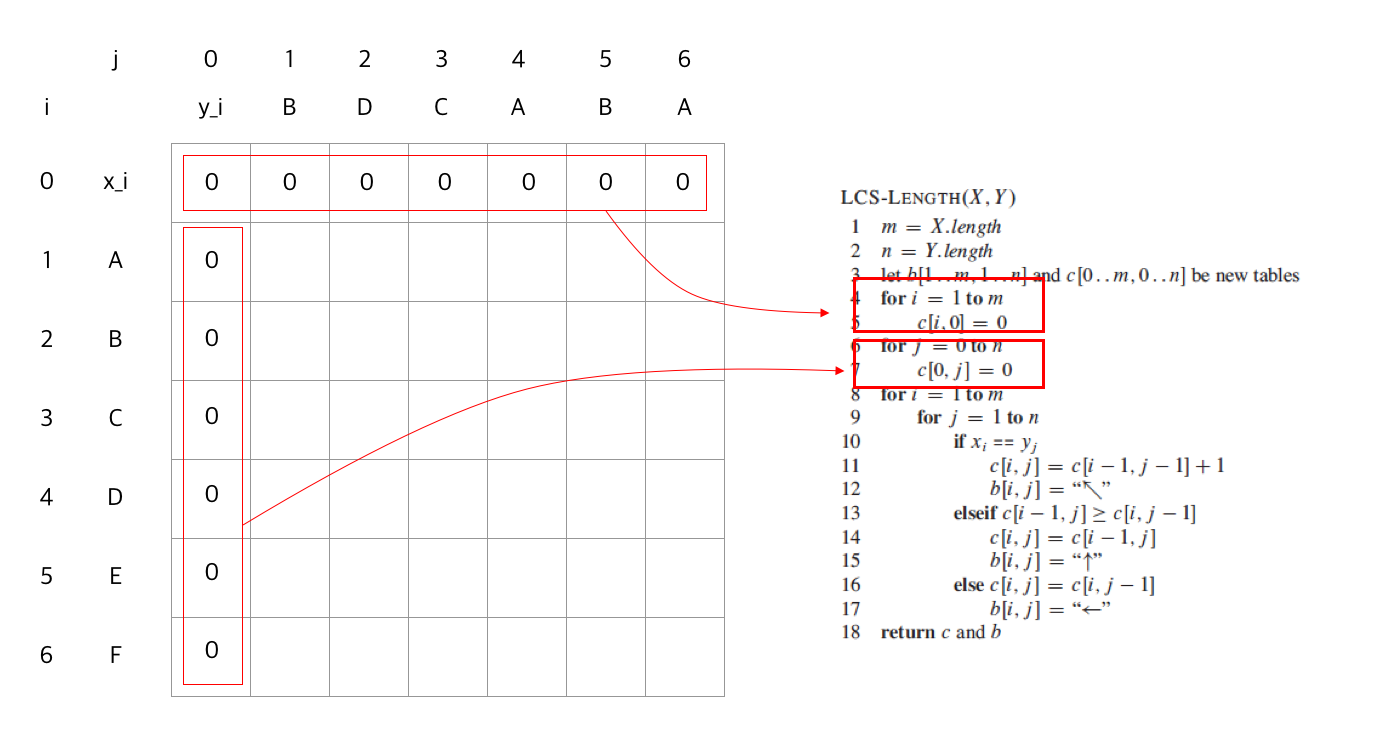 j 0 1 2 3 4 5 6
i y_i B D C A B A
0 x_i 0 0 0 0 0 0 0
1 A 0
2 B 0
3 C 0
4 D 0
5 E 0
6 F 0
LCS-LENGTH(X, Y)
1 m = X.length
2 n = Y.length
3 let b[1..m, 1..n] and c[0..m, 0..n] be new tables
4 for i = 1 to m
5 c[i, 0] = 0
6 for j = 0 to n
7 c[0, j] = 0
8 for i = 1 to m
9 for j = 1 to n
10 if xᵢ == yⱼ
11 c[i, j] = c[i − 1, j − 1] + 1
12 b[i, j] = “↖”
13 elseif c[i − 1, j] ≥ c[i, j − 1]
14 c[i, j] = c[i − 1, j]
15 b[i, j] = “↑”
16 else c[i, j] = c[i, j − 1]
17 b[i, j] = “←”
18 return c and b